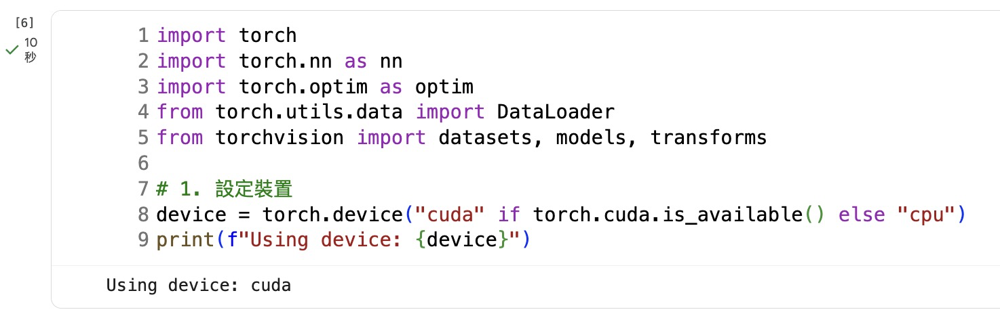 [6]
10
秒
1 import torch
2 import torch.nn as nn
3 import torch.optim as optim
4 from torch.utils.data import DataLoader
5 from torchvision import datasets, models, transforms
6
7 # 1. 設定裝置
8 device = torch.device("cuda" if torch.cuda.is_available() else "cpu")
9 print(f"Using device: {device}")
Using device: cuda